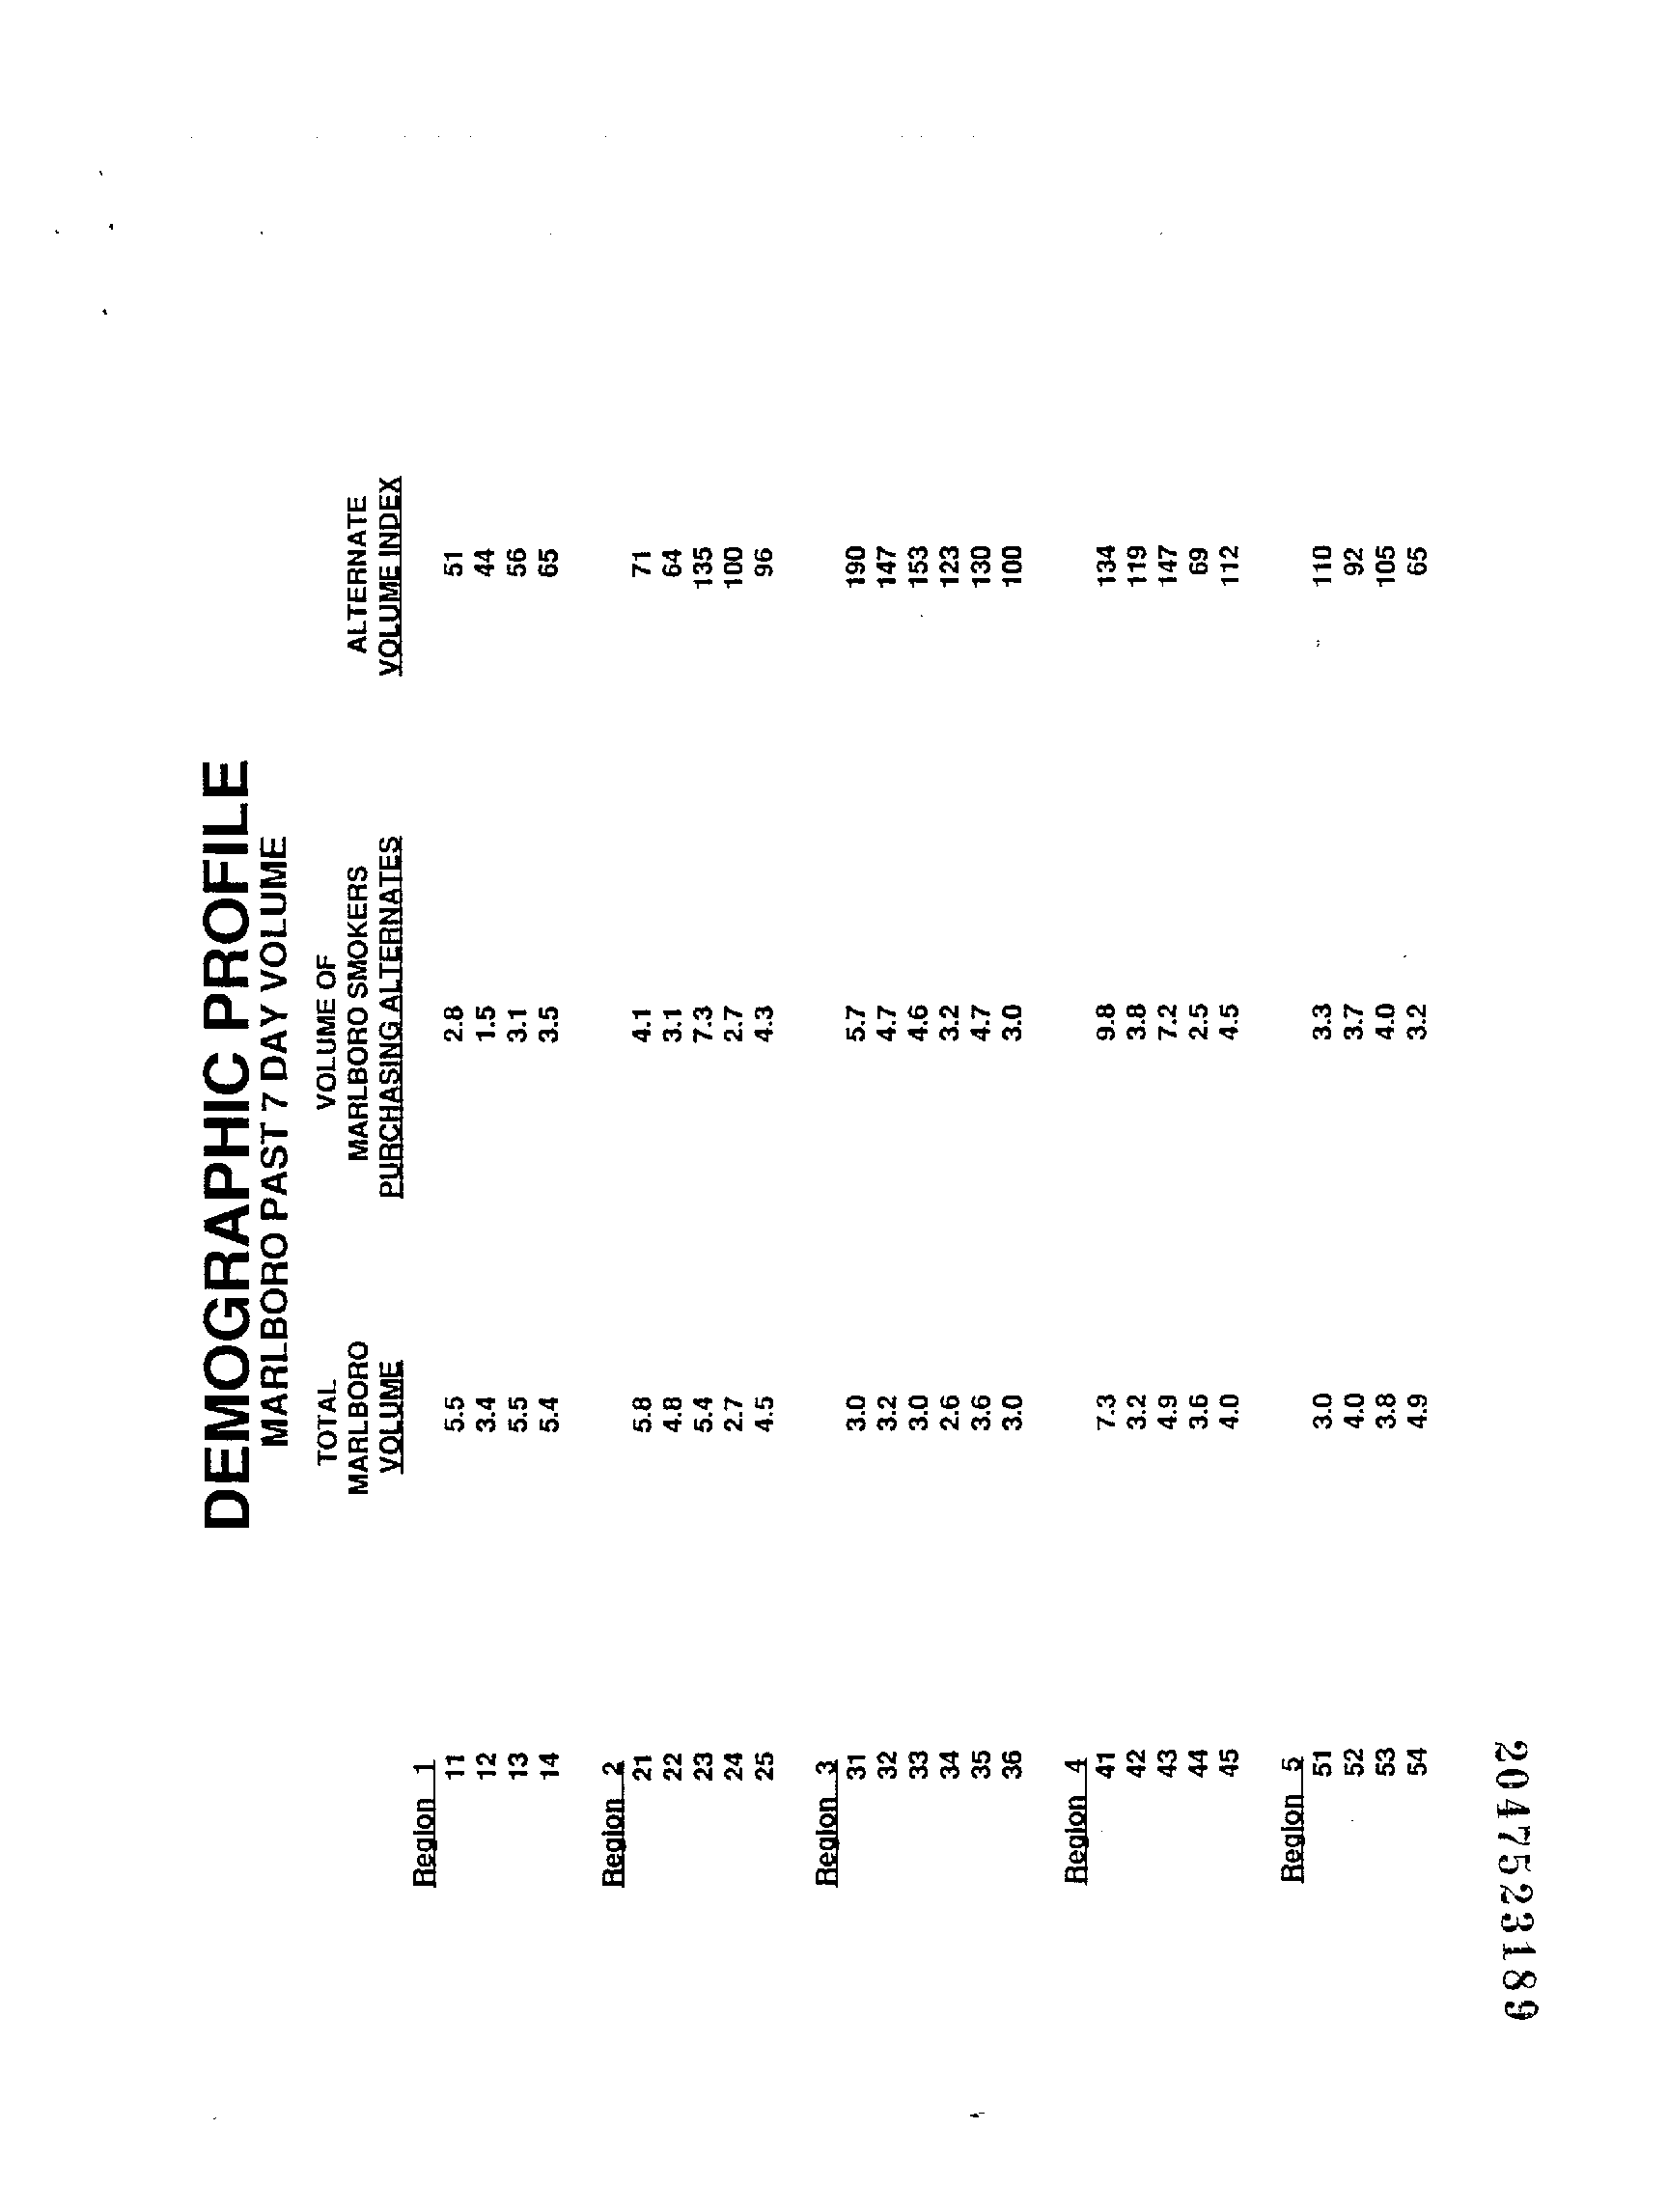 DEMOGRAPHIC PROFILE
MARLBORO PAST 7 DAY VOLUME
TOTAL MARLBORO VOLUME
VOLUME OF MARLBORO SMOKERS PURCHASING ALTERNATES
ALTERNATE VOLUME INDEX
Region 1
11 5.5 2.8 51
12 3.4 1.5 44
13 5.5 3.1 56
14 5.4 3.5 65
Region 2
21 5.8 4.1 71
22 4.8 3.1 64
23 5.4 7.3 135
24 2.7 2.7 100
25 4.5 4.3 96
Region 3
31 3.0 5.7 190
32 3.2 4.7 147
33 3.0 4.6 153
34 2.6 3.2 123
35 3.6 4.7 130
36 3.0 3.0 100
Region 4
41 7.3 9.8 134
42 3.2 3.8 119
43 4.9 7.2 147
44 3.6 2.5 69
45 4.0 4.5 112
Region 5
51 3.0 3.3 110
52 4.0 3.7 92
53 3.8 4.0 105
54 4.9 3.2 65
2047523189